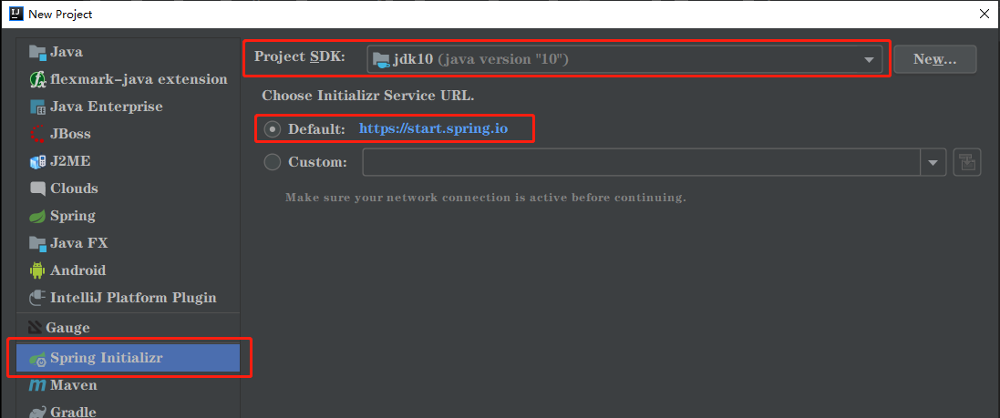 New Project
Java
flexmark-java extension
Java Enterprise
JBoss
J2ME
Clouds
Spring
Java FX
Android
IntelliJ Platform Plugin
Gauge
Spring Initializr
Maven
Gradle
Project SDK: jdk10 (java version "10") New...
Choose Initializr Service URL.
Default: https://start.spring.io
Custom:
Make sure your network connection is active before continuing.